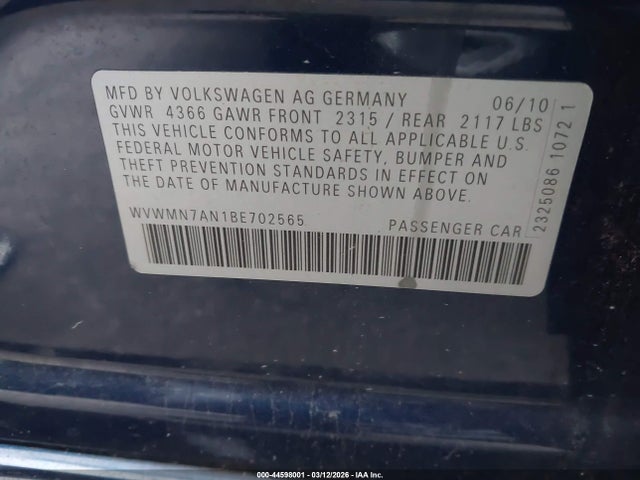 MFD BY VOLKSWAGEN AG GERMANY 06/10
GVWR 4366 GAWR FRONT 2315 / REAR 2117 LBS
THIS VEHICLE CONFORMS TO ALL APPLICABLE U.S.
FEDERAL MOTOR VEHICLE SAFETY, BUMPER AND
THEFT PREVENTION STANDARDS IN EFFECT ON
THE DATE OF MANUFACTURE SHOWN ABOVE.
WVWMN7AN1BE702565 PASSENGER CAR
2325086 1072 1
000-44598001 - 03/12/2026 - IAA Inc.